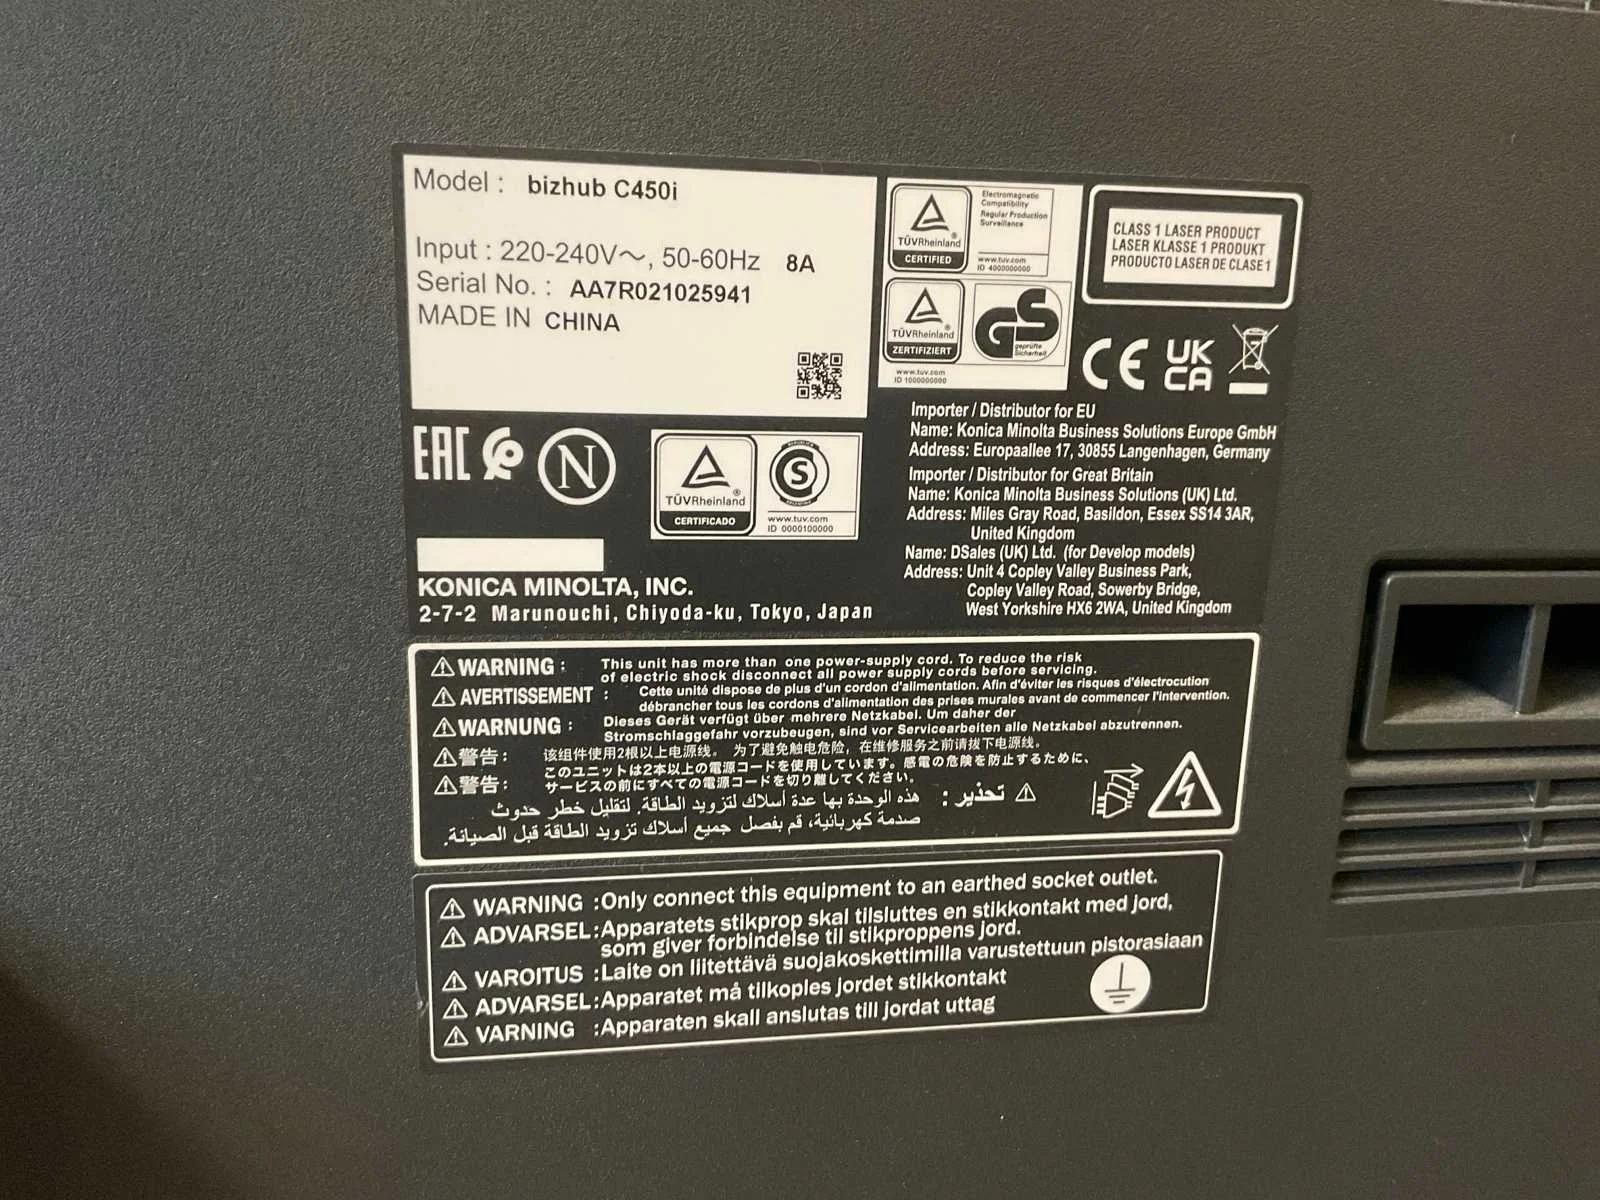 Model : bizhub C450i
Input : 220-240V～, 50-60Hz 8A
Serial No. : AA7R021025941
MADE IN CHINA
TÜVRheinland®
CERTIFIED
Electromagnetic
Compatibility
Regular Production
Surveillance
www.tuv.com
ID 4000000000
TÜVRheinland®
ZERTIFIZIERT
GS
geprüfte
Sicherheit
www.tuv.com
ID 1000000000
CLASS 1 LASER PRODUCT
LASER KLASSE 1 PRODUKT
PRODUCTO LASER DE CLASE 1
CE UK
CA
EAC N
TÜVRheinland®
CERTIFICADO
S
www.tuv.com
ID 0000100000
KONICA MINOLTA, INC.
2-7-2 Marunouchi, Chiyoda-ku, Tokyo, Japan
Importer / Distributor for EU
Name: Konica Minolta Business Solutions Europe GmbH
Address: Europaallee 17, 30855 Langenhagen, Germany
Importer / Distributor for Great Britain
Name: Konica Minolta Business Solutions (UK) Ltd.
Address: Miles Gray Road, Basildon, Essex SS14 3AR,
United Kingdom
Name: DSales (UK) Ltd. (for Develop models)
Address: Unit 4 Copley Valley Business Park,
Copley Valley Road, Sowerby Bridge,
West Yorkshire HX6 2WA, United Kingdom
WARNING : This unit has more than one power-supply cord. To reduce the risk
of electric shock disconnect all power supply cords before servicing.
AVERTISSEMENT : Cette unité dispose de plus d'un cordon d'alimentation. Afin d'éviter les risques d'électrocution
débrancher tous les cordons d'alimentation des prises murales avant de commencer l'intervention.
WARNUNG : Dieses Gerät verfügt über mehrere Netzkabel. Um daher der
Stromschlaggefahr vorzubeugen, sind vor Servicearbeiten alle Netzkabel abzutrennen.
警告 : 该组件使用2根以上电源线。 为了避免触电危险，在维修服务之前请拔下电源线。
警告 : このユニットは2本以上の電源コードを使用しています。感電の危険を防止するために、
サービスの前にすべての電源コードを切り離してください。
تحذير : هذه الوحدة بها عدة أسلاك لتزويد الطاقة. لتقليل خطر حدوث
صدمة كهربائية، قم بفصل جميع أسلاك تزويد الطاقة قبل الصيانة.
WARNING :Only connect this equipment to an earthed socket outlet.
ADVARSEL:Apparatets stikprop skal tilsluttes en stikkontakt med jord,
som giver forbindelse til stikproppens jord.
VAROITUS :Laite on liitettävä suojakoskettimilla varustettuun pistorasiaan
ADVARSEL:Apparatet må tilkoples jordet stikkontakt
VARNING :Apparaten skall anslutas till jordat uttag